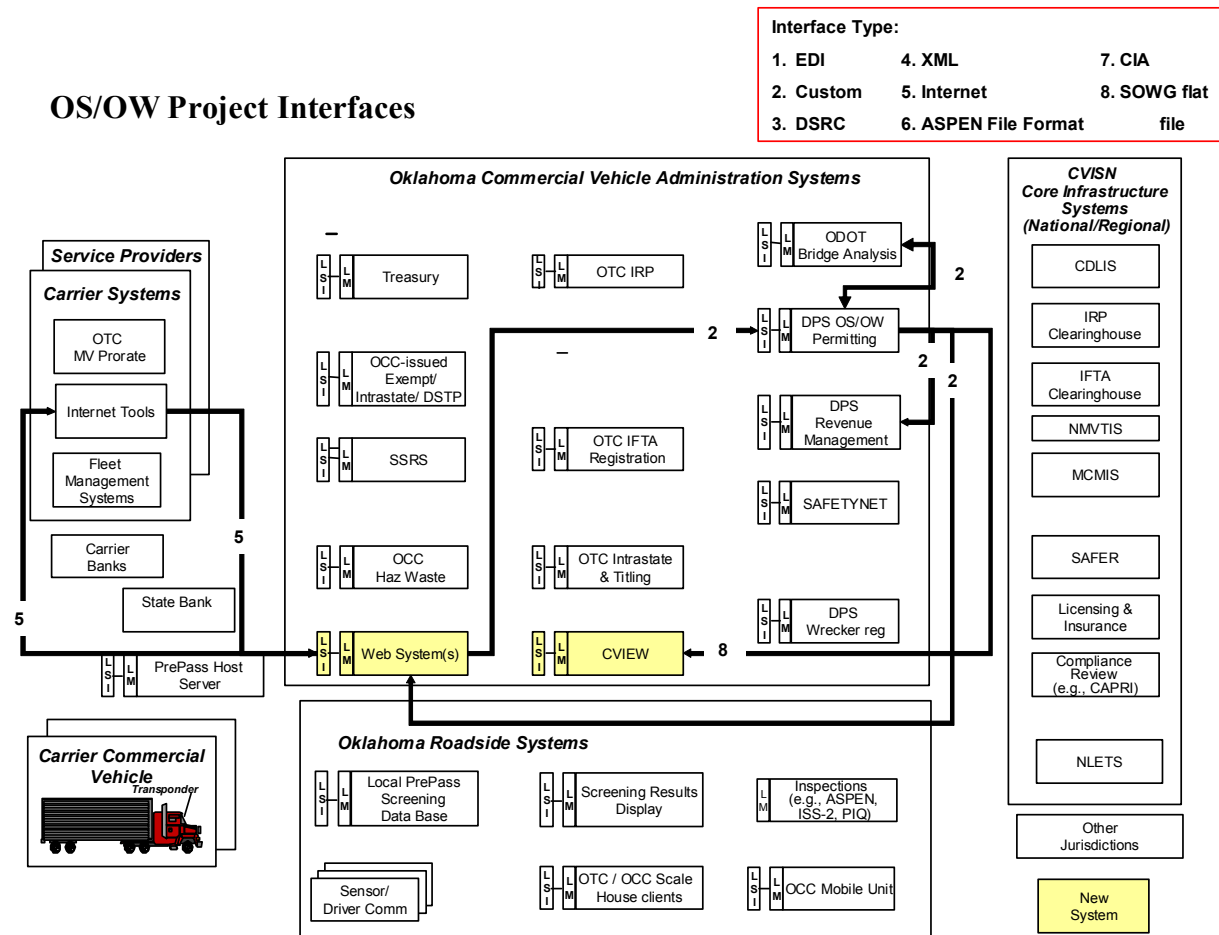 OS/OW Project Interfaces
Interface Type:
1. EDI 4. XML 7. CIA
2. Custom 5. Internet 8. SOWG flat
3. DSRC 6. ASPEN File Format file
Service Providers
Carrier Systems
OTC
MV Prorate
Internet Tools
Fleet
Management
Systems
Carrier
Banks
State Bank
5
5
L
S
I
L
M
PrePass Host
Server
Carrier Commercial
Vehicle
Transponder
Oklahoma Commercial Vehicle Administration Systems
L
S
I
L
M
Treasury
L
S
I
L
M
OCC-issued
Exempt/
Intrastate/ DSTP
L
S
I
L
M
SSRS
L
S
I
L
M
OCC
Haz Waste
L
S
I
L
M
Web System(s)
L
S
I
L
M
OTC IRP
L
S
I
L
M
OTC IFTA
Registration
L
S
I
L
M
OTC Intrastate
& Titling
L
S
I
L
M
CVIEW
8
L
S
I
L
M
ODOT
Bridge Analysis
2
2
L
S
I
L
M
DPS OS/OW
Permitting
2
2
L
S
I
L
M
DPS
Revenue
Management
L
S
I
L
M
SAFETYNET
L
S
I
L
M
DPS
Wrecker reg
Oklahoma Roadside Systems
L
S
I
L
M
Local PrePass
Screening
Data Base
Sensor/
Driver Comm
L
S
I
L
M
Screening Results
Display
L
S
I
L
M
OTC / OCC Scale
House clients
L
M
Inspections
(e.g., ASPEN,
ISS-2, PIQ)
L
S
I
L
M
OCC Mobile Unit
CVISN
Core Infrastructure
Systems
(National/Regional)
CDLIS
IRP
Clearinghouse
IFTA
Clearinghouse
NMVTIS
MCMIS
SAFER
Licensing &
Insurance
Compliance
Review
(e.g., CAPRI)
NLETS
Other
Jurisdictions
New
System